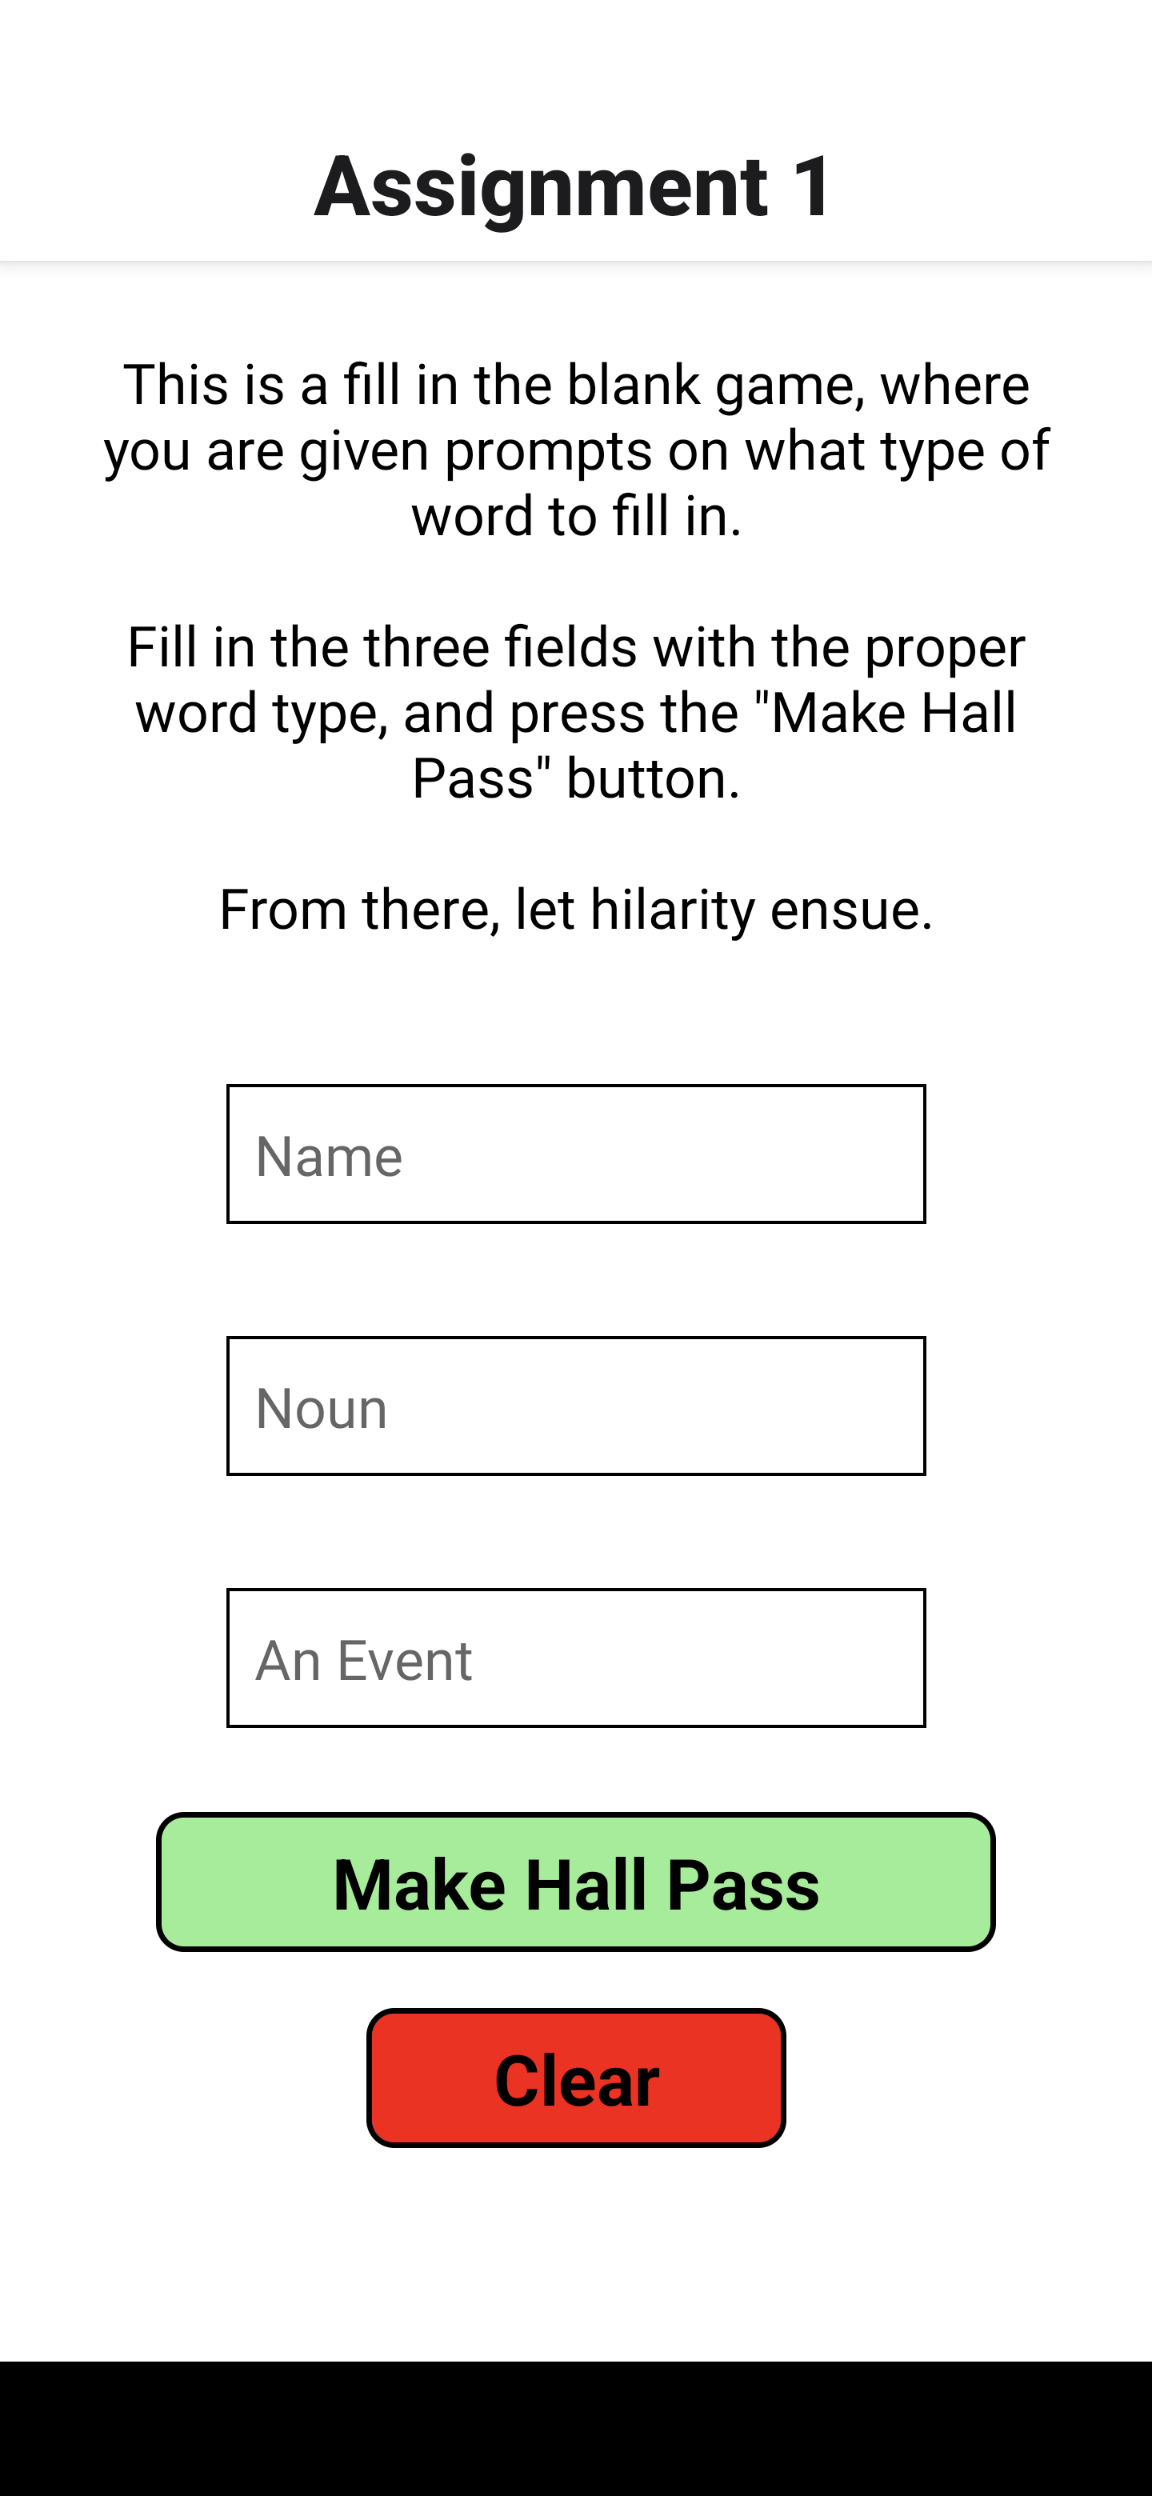 Assignment 1
This is a fill in the blank game, where
you are given prompts on what type of
word to fill in.
Fill in the three fields with the proper
word type, and press the "Make Hall
Pass" button.
From there, let hilarity ensue.
Name
Noun
An Event
Make Hall Pass
Clear